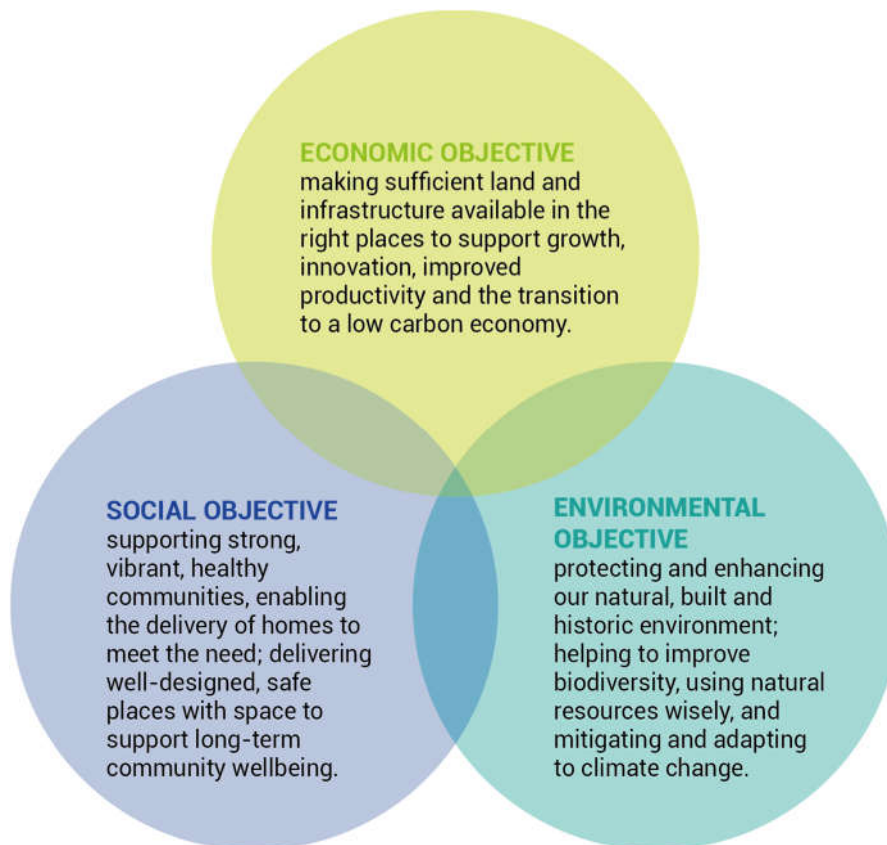 ECONOMIC OBJECTIVE
making sufficient land and
infrastructure available in the
right places to support growth,
innovation, improved
productivity and the transition
to a low carbon economy.
SOCIAL OBJECTIVE
supporting strong,
vibrant, healthy
communities, enabling
the delivery of homes to
meet the need; delivering
well-designed, safe
places with space to
support long-term
community wellbeing.
ENVIRONMENTAL
OBJECTIVE
protecting and enhancing
our natural, built and
historic environment;
helping to improve
biodiversity, using natural
resources wisely, and
mitigating and adapting
to climate change.